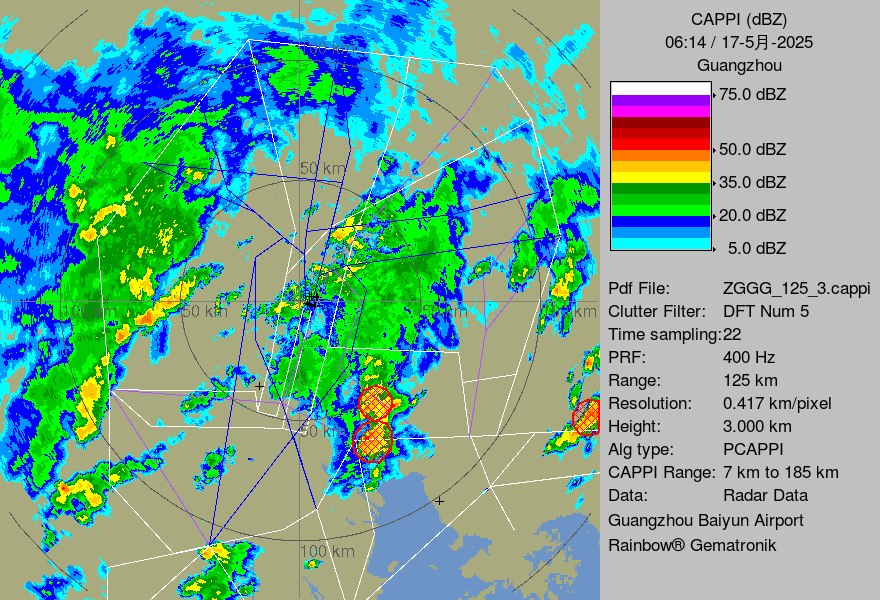 CAPPI (dBZ)
06:14 / 17-5月-2025
Guangzhou
75.0 dBZ
50.0 dBZ
35.0 dBZ
20.0 dBZ
5.0 dBZ
Pdf File: ZGGG_125_3.cappi
Clutter Filter: DFT Num 5
Time sampling:22
PRF: 400 Hz
Range: 125 km
Resolution: 0.417 km/pixel
Height: 3.000 km
Alg type: PCAPPI
CAPPI Range: 7 km to 185 km
Data: Radar Data
Guangzhou Baiyun Airport
Rainbow® Gematronik
50 km
100 km
50 km
50 km
100 km